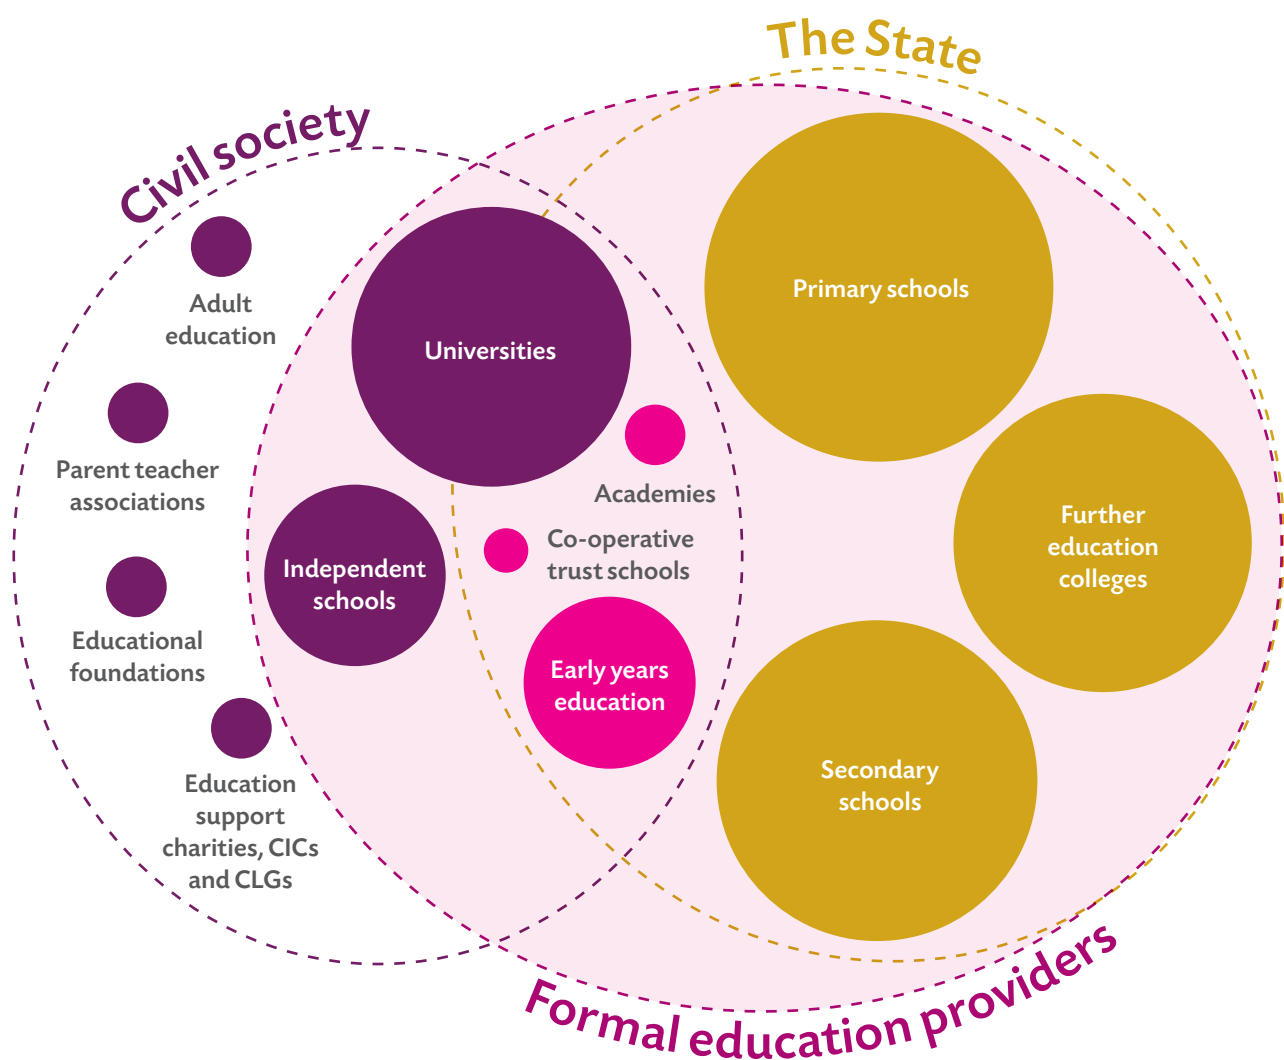 The State
Civil society
Adult
education
Universities
Primary schools
Parent teacher
associations
Academies
Co-operative
trust schools
Further
education
colleges
Independent
schools
Educational
foundations
Early years
education
Secondary
schools
Education
support
charities, CICs
and CLGs
Formal education providers